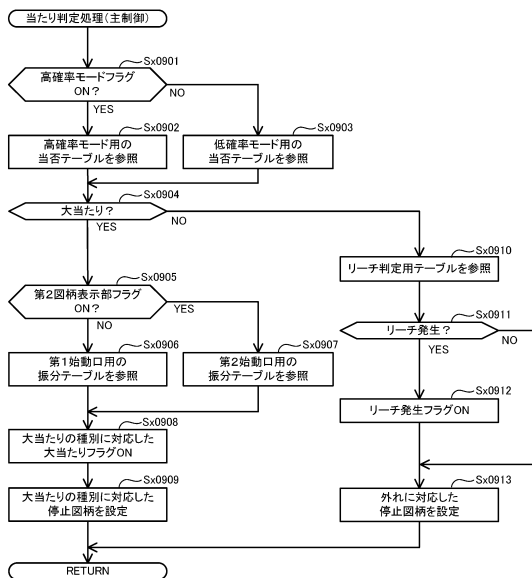 当たり判定処理(主制御)
Sx0901
高確率モードフラグ
ON?
NO
YES
Sx0902
高確率モード用の
当否テーブルを参照
Sx0903
低確率モード用の
当否テーブルを参照
Sx0904
大当たり?
NO
YES
Sx0910
リーチ判定用テーブルを参照
Sx0905
第2図柄表示部フラグ
ON?
YES
NO
Sx0911
リーチ発生?
NO
YES
Sx0906
第1始動口用の
振分テーブルを参照
Sx0907
第2始動口用の
振分テーブルを参照
Sx0912
リーチ発生フラグON
Sx0908
大当たりの種別に対応した
大当たりフラグON
Sx0909
大当たりの種別に対応した
停止図柄を設定
Sx0913
外れに対応した
停止図柄を設定
RETURN